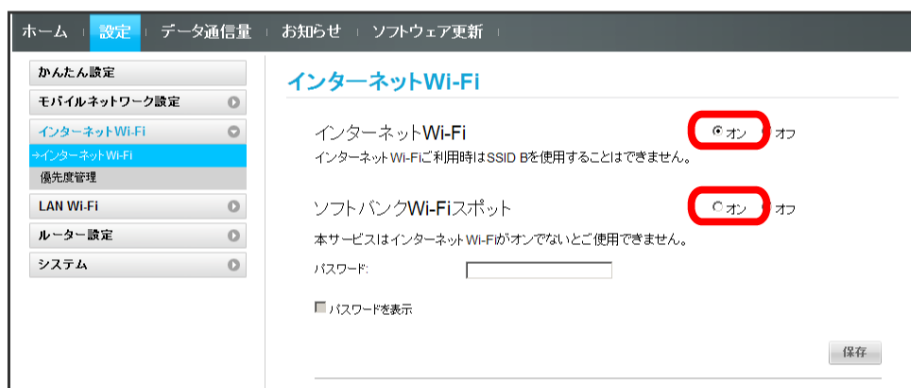 ホーム 設定 データ通信量 お知らせ ソフトウェア更新
かんたん設定
モバイルネットワーク設定
インターネットWi-Fi
→インターネットWi-Fi
優先度管理
LAN Wi-Fi
ルーター設定
システム
インターネットWi-Fi
インターネットWi-Fi オン オフ
インターネットWi-Fiご利用時はSSID Bを使用することはできません。
ソフトバンクWi-Fiスポット オン オフ
本サービスはインターネットWi-Fiがオンでないとご使用できません。
パスワード:
パスワードを表示
保存